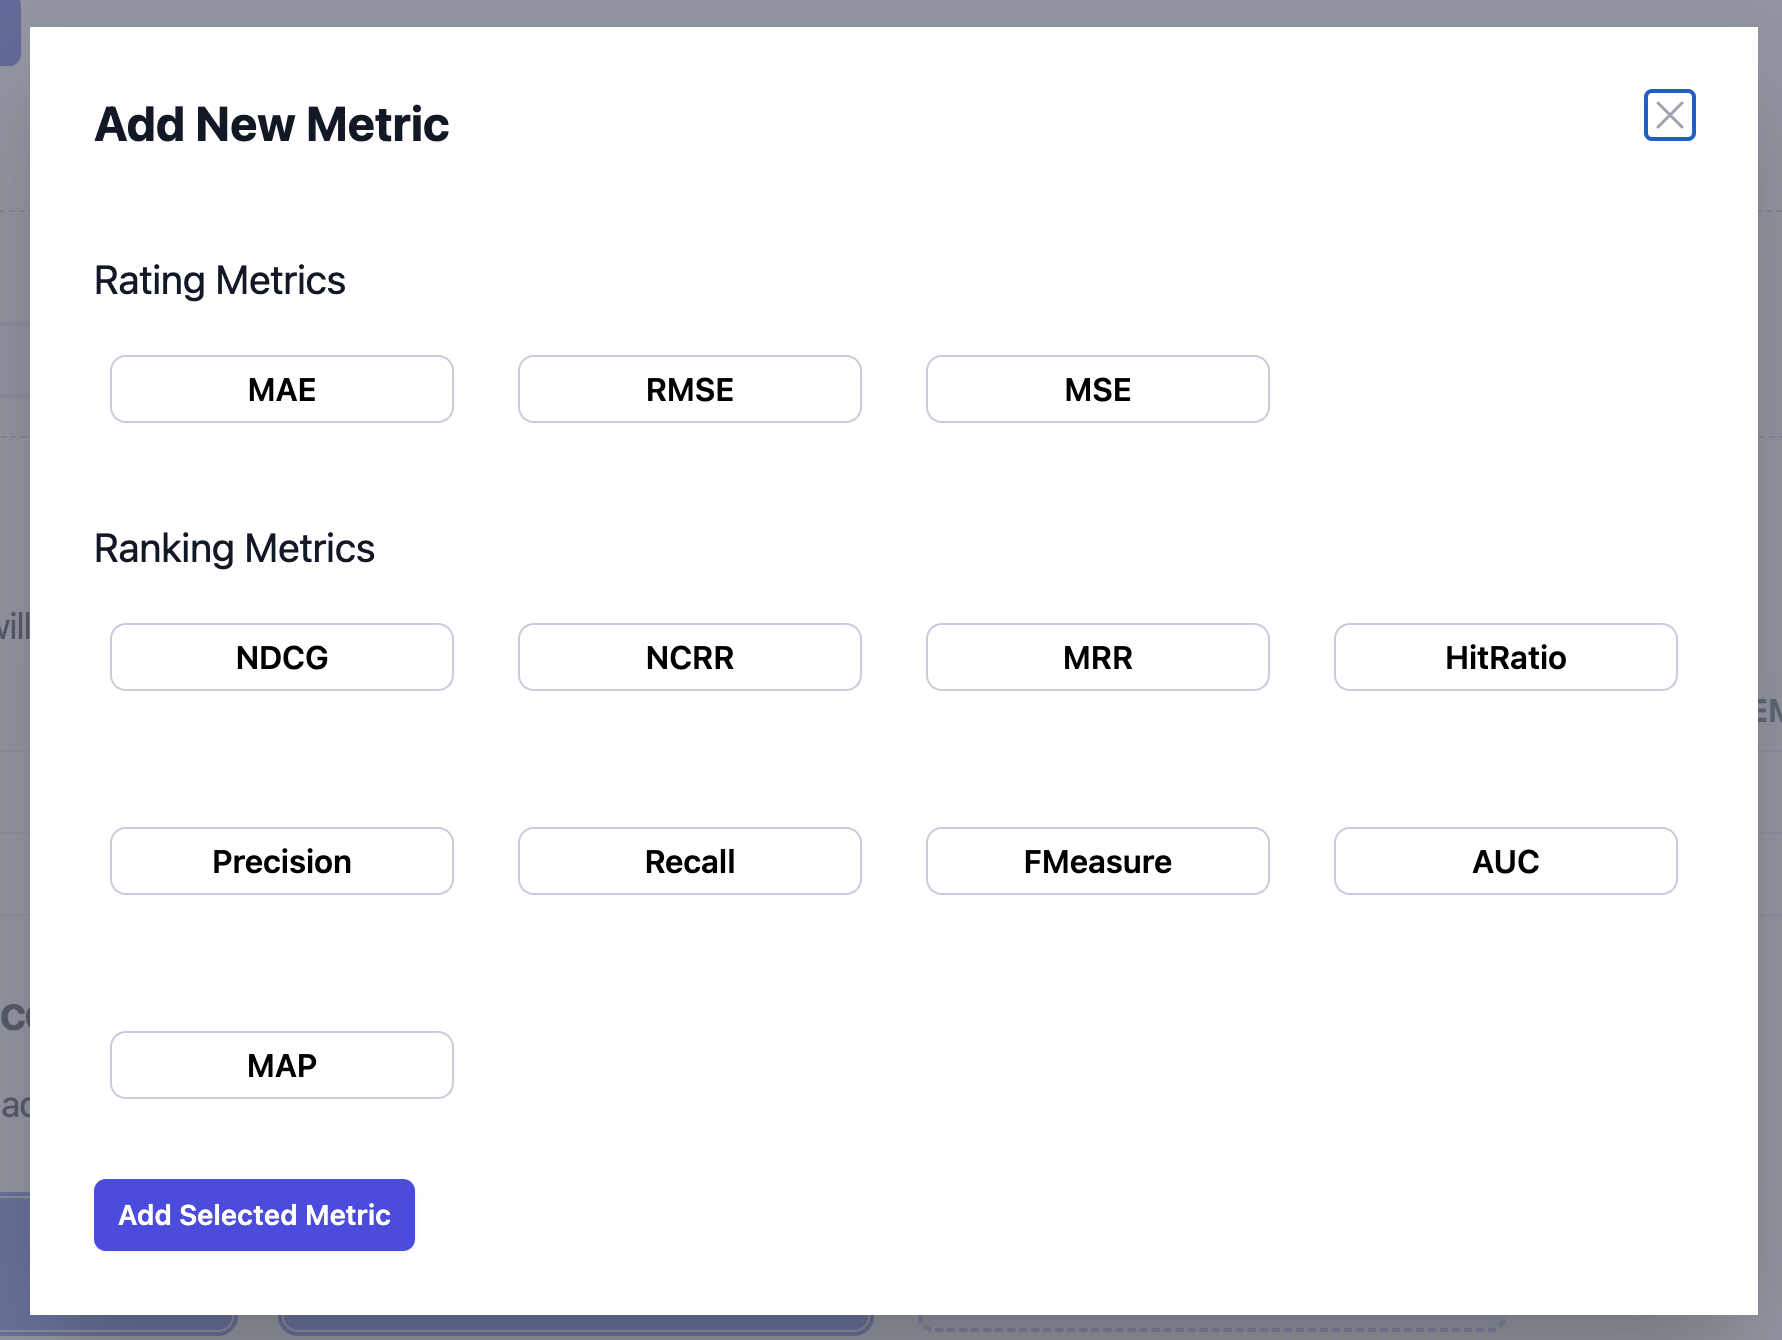 Add New Metric
Rating Metrics
MAE RMSE MSE
Ranking Metrics
NDCG NCRR MRR HitRatio
Precision Recall FMeasure AUC
MAP
Add Selected Metric